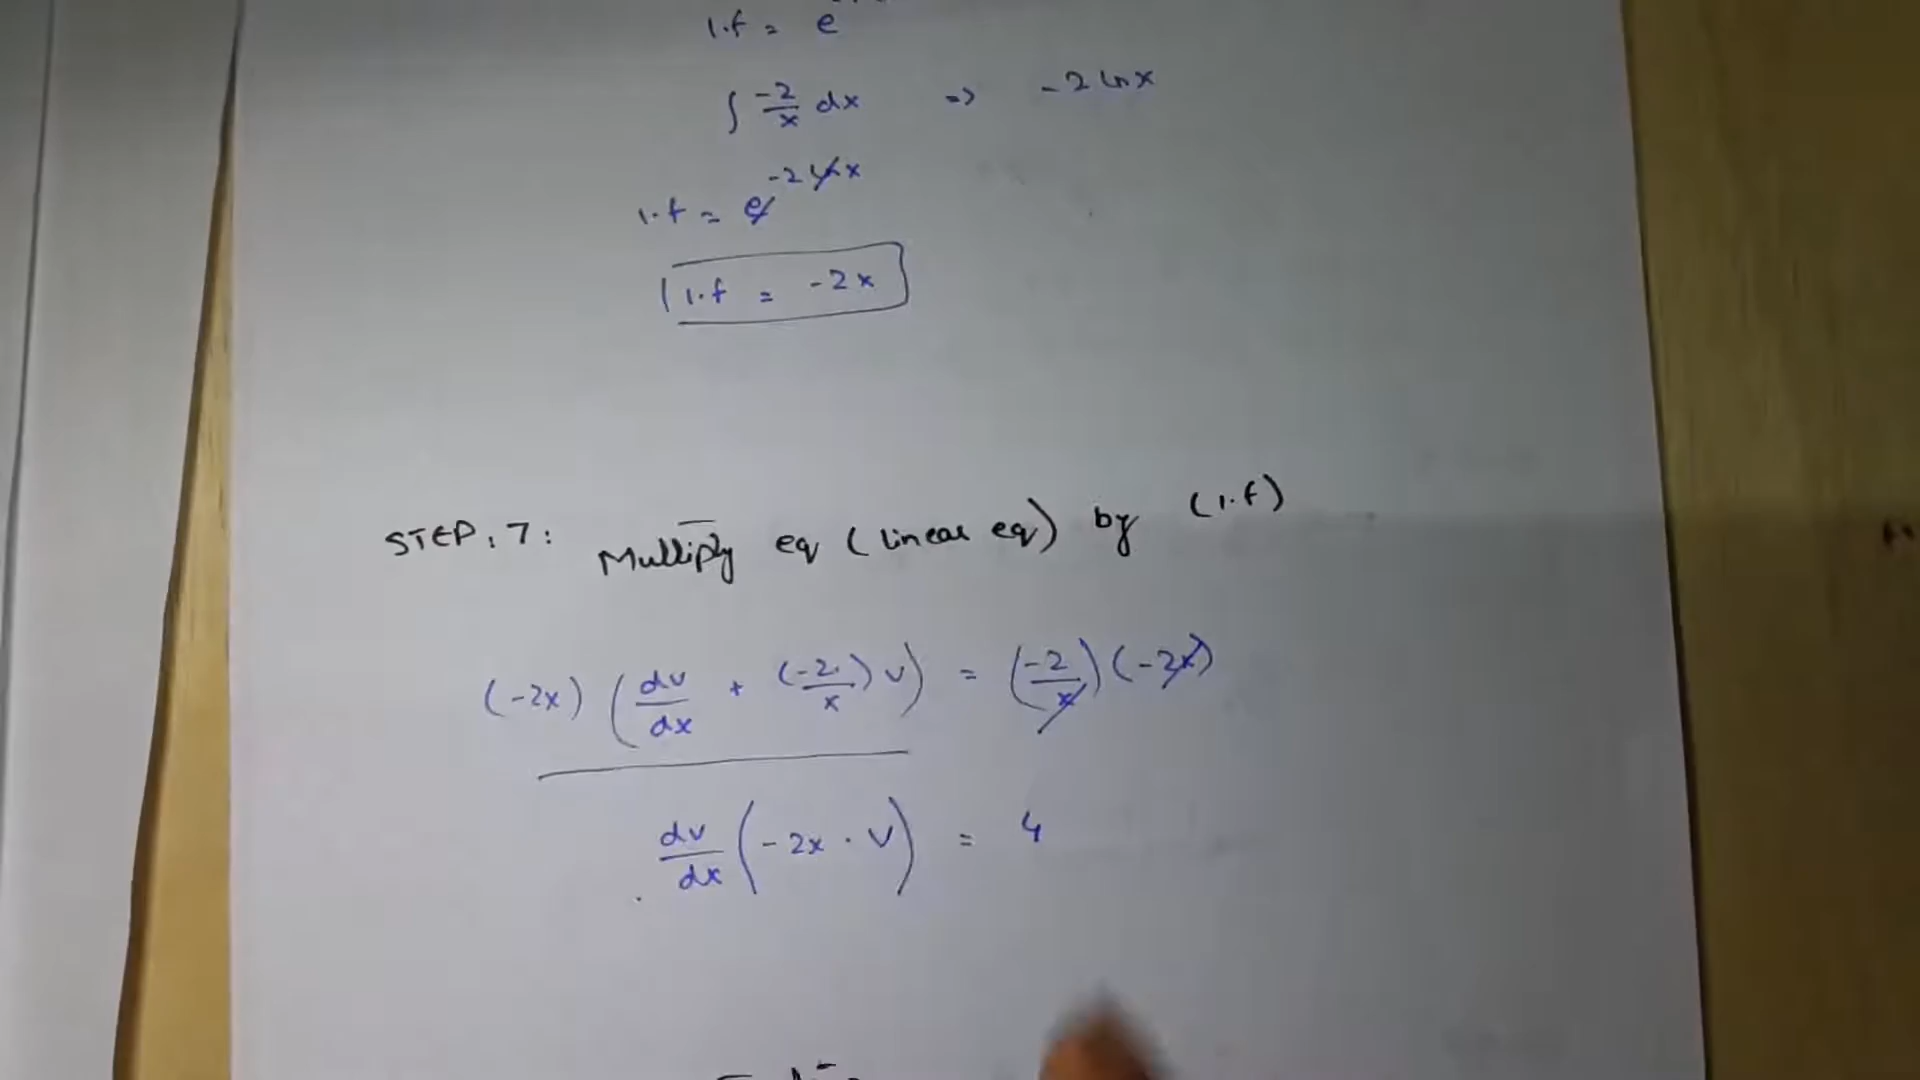 I.f = e
∫ -2/x dx => -2 ln x
I.f = e^-2 ln x
I.f = -2x
STEP: 7: Multiply eq (linear eq) by (I.f)
(-2x) (dv/dx + (-2/x) v) = (-2/x) (-2x)
dv/dx (-2x . v) = 4